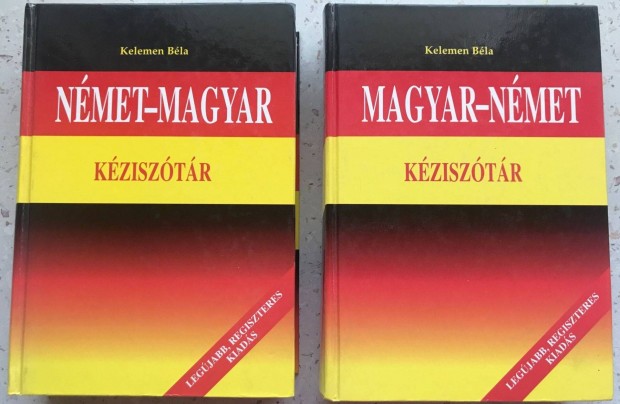 Kelemen Béla
NÉMET–MAGYAR
KÉZISZÓTÁR
LEGÚJABB, REGISZTERES
KIADÁS
Kelemen Béla
MAGYAR–NÉMET
KÉZISZÓTÁR
LEGÚJABB, REGISZTERES
KIADÁS